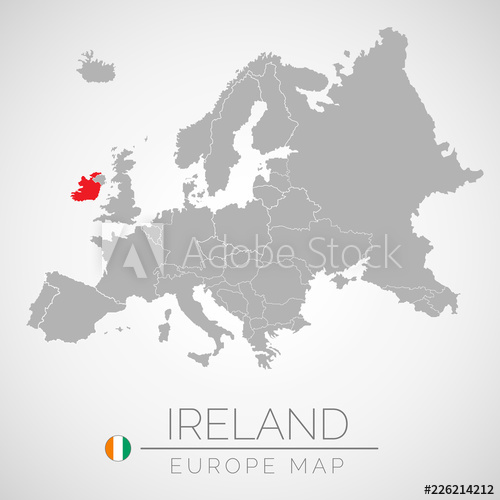 Adobe Stock
IRELAND
EUROPE MAP
#226214212